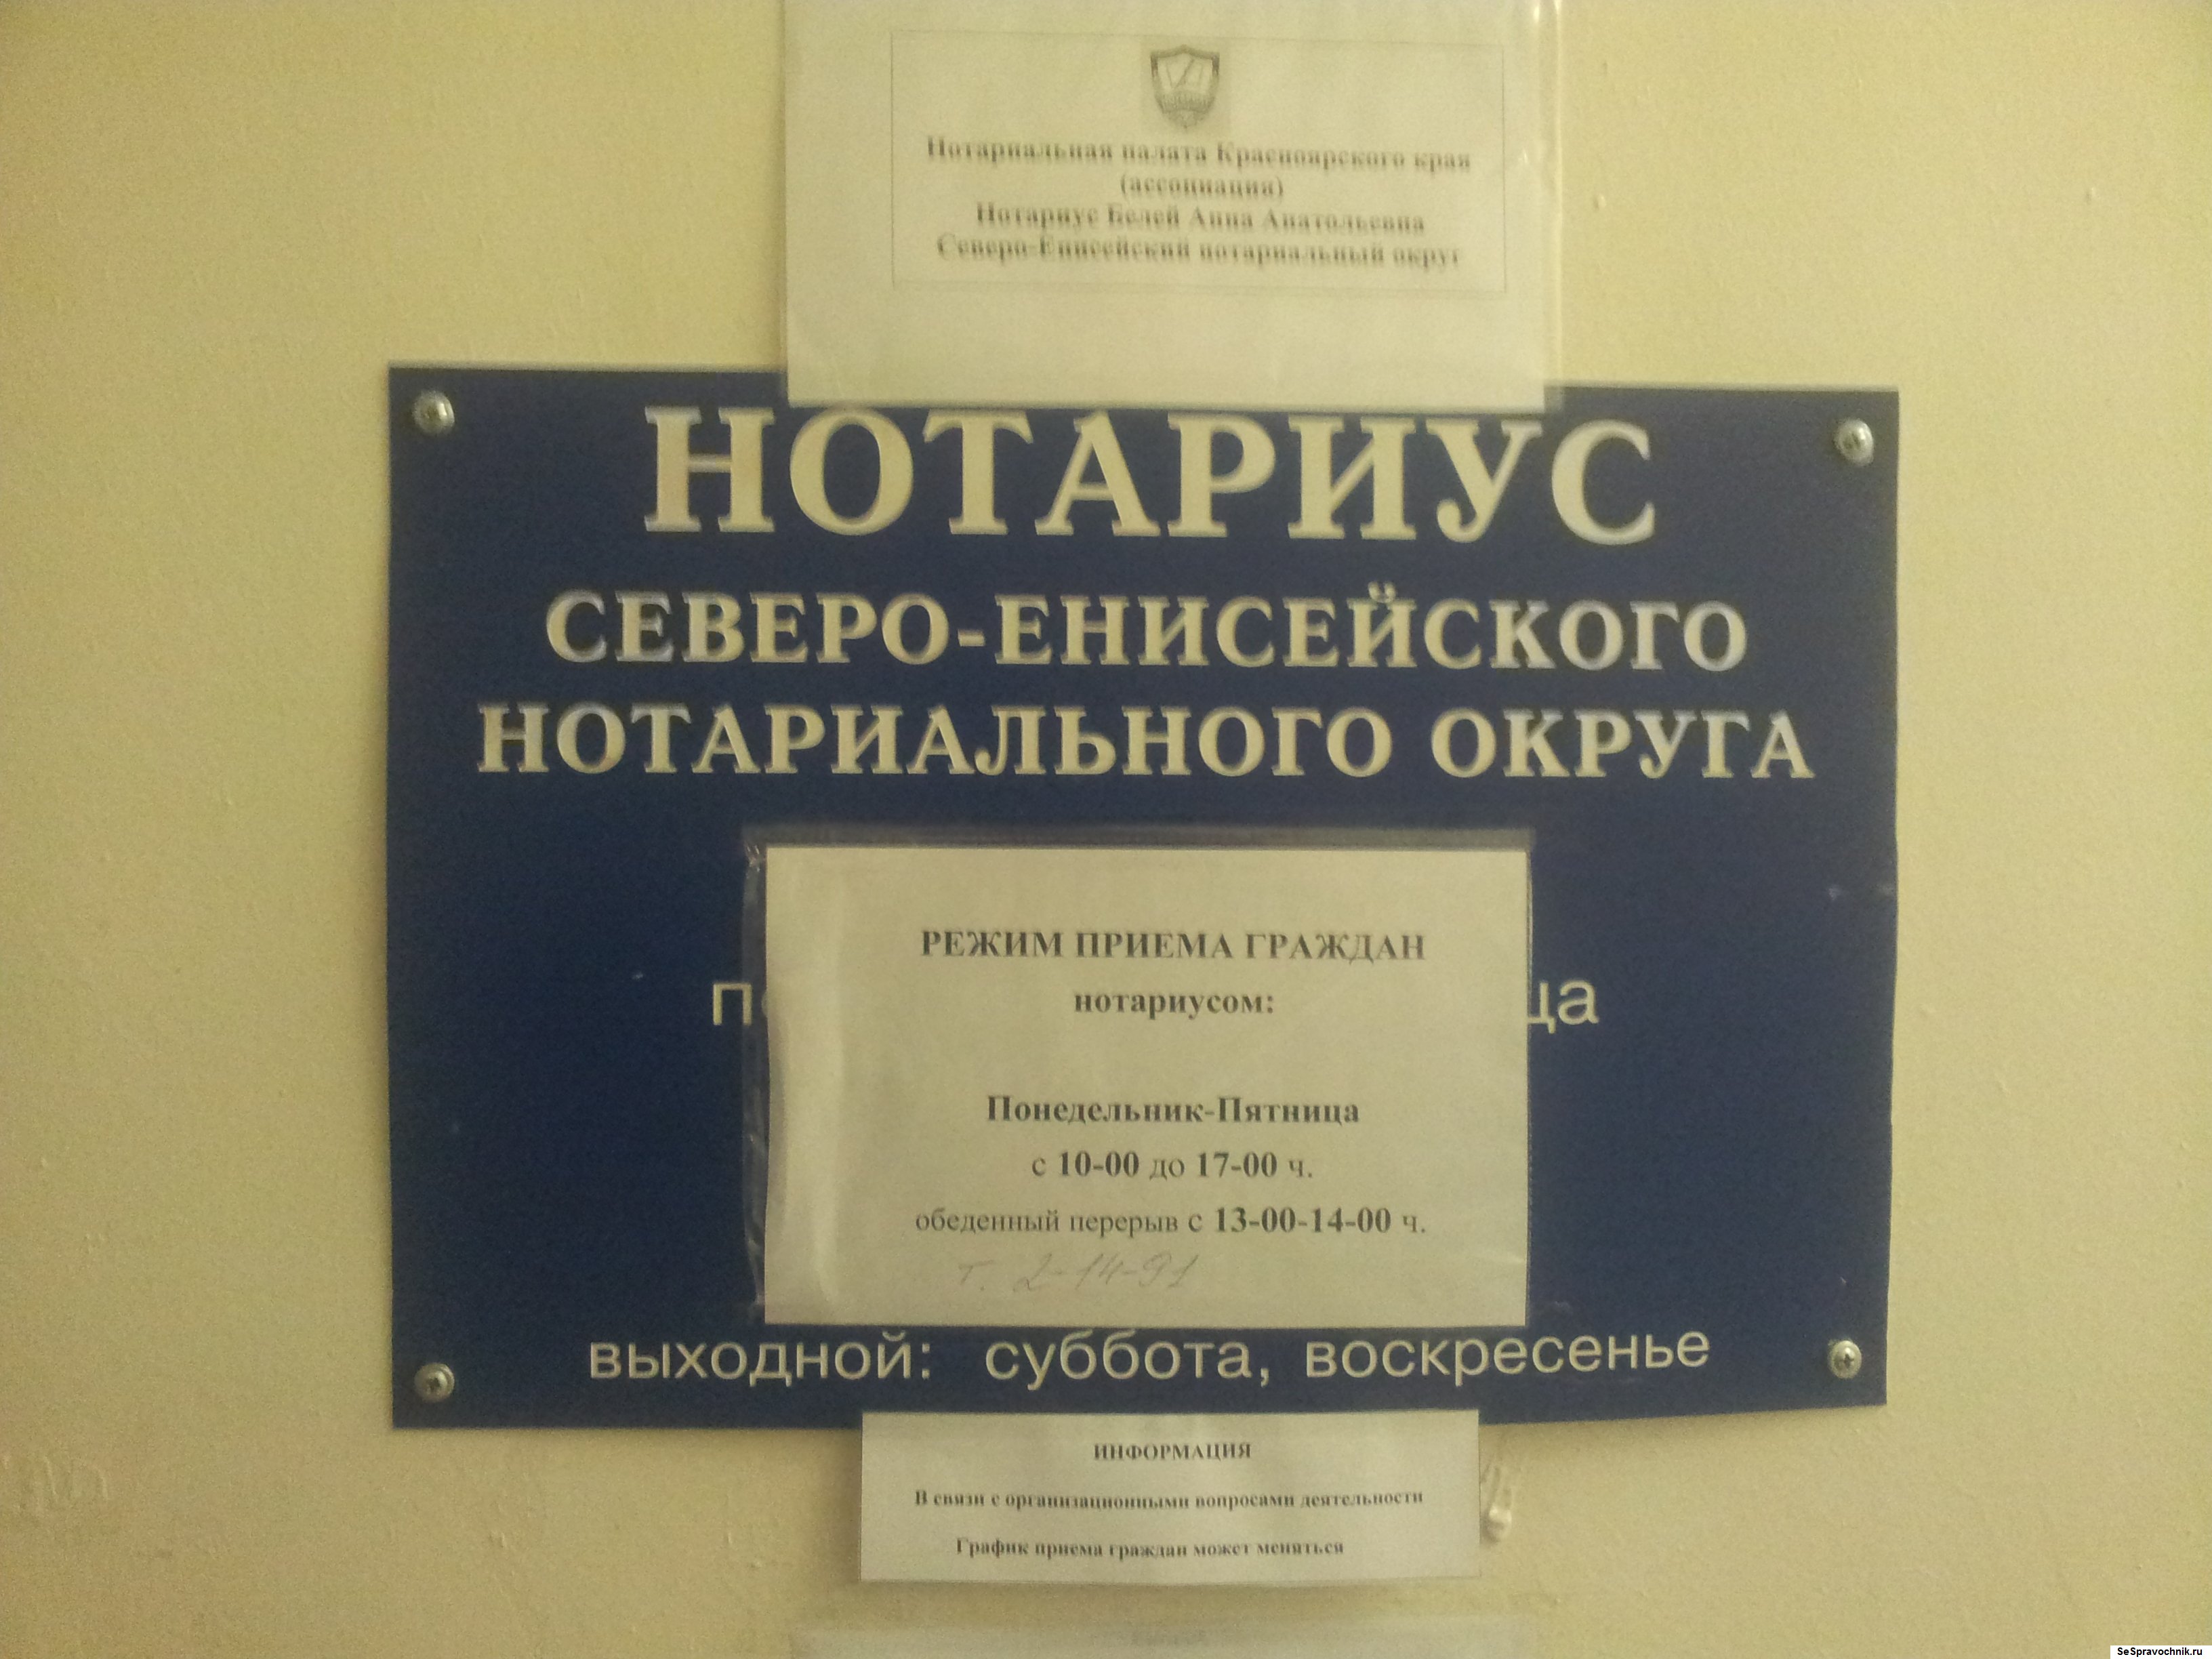 Нотариальная палата Красноярского края
(ассоциация)
Нотариус Белей Анна Анатольевна
Северо-Енисейский нотариальный округ
НОТАРИУС
СЕВЕРО-ЕНИСЕЙСКОГО
НОТАРИАЛЬНОГО ОКРУГА
РЕЖИМ ПРИЕМА ГРАЖДАН
нотариусом:
Понедельник-Пятница
с 10-00 до 17-00 ч.
обеденный перерыв с 13-00-14-00 ч.
т. 2-14-91
выходной: суббота, воскресенье
ИНФОРМАЦИЯ
В связи с организационными вопросами деятельности
График приема граждан может меняться
SeSpravochnik.ru